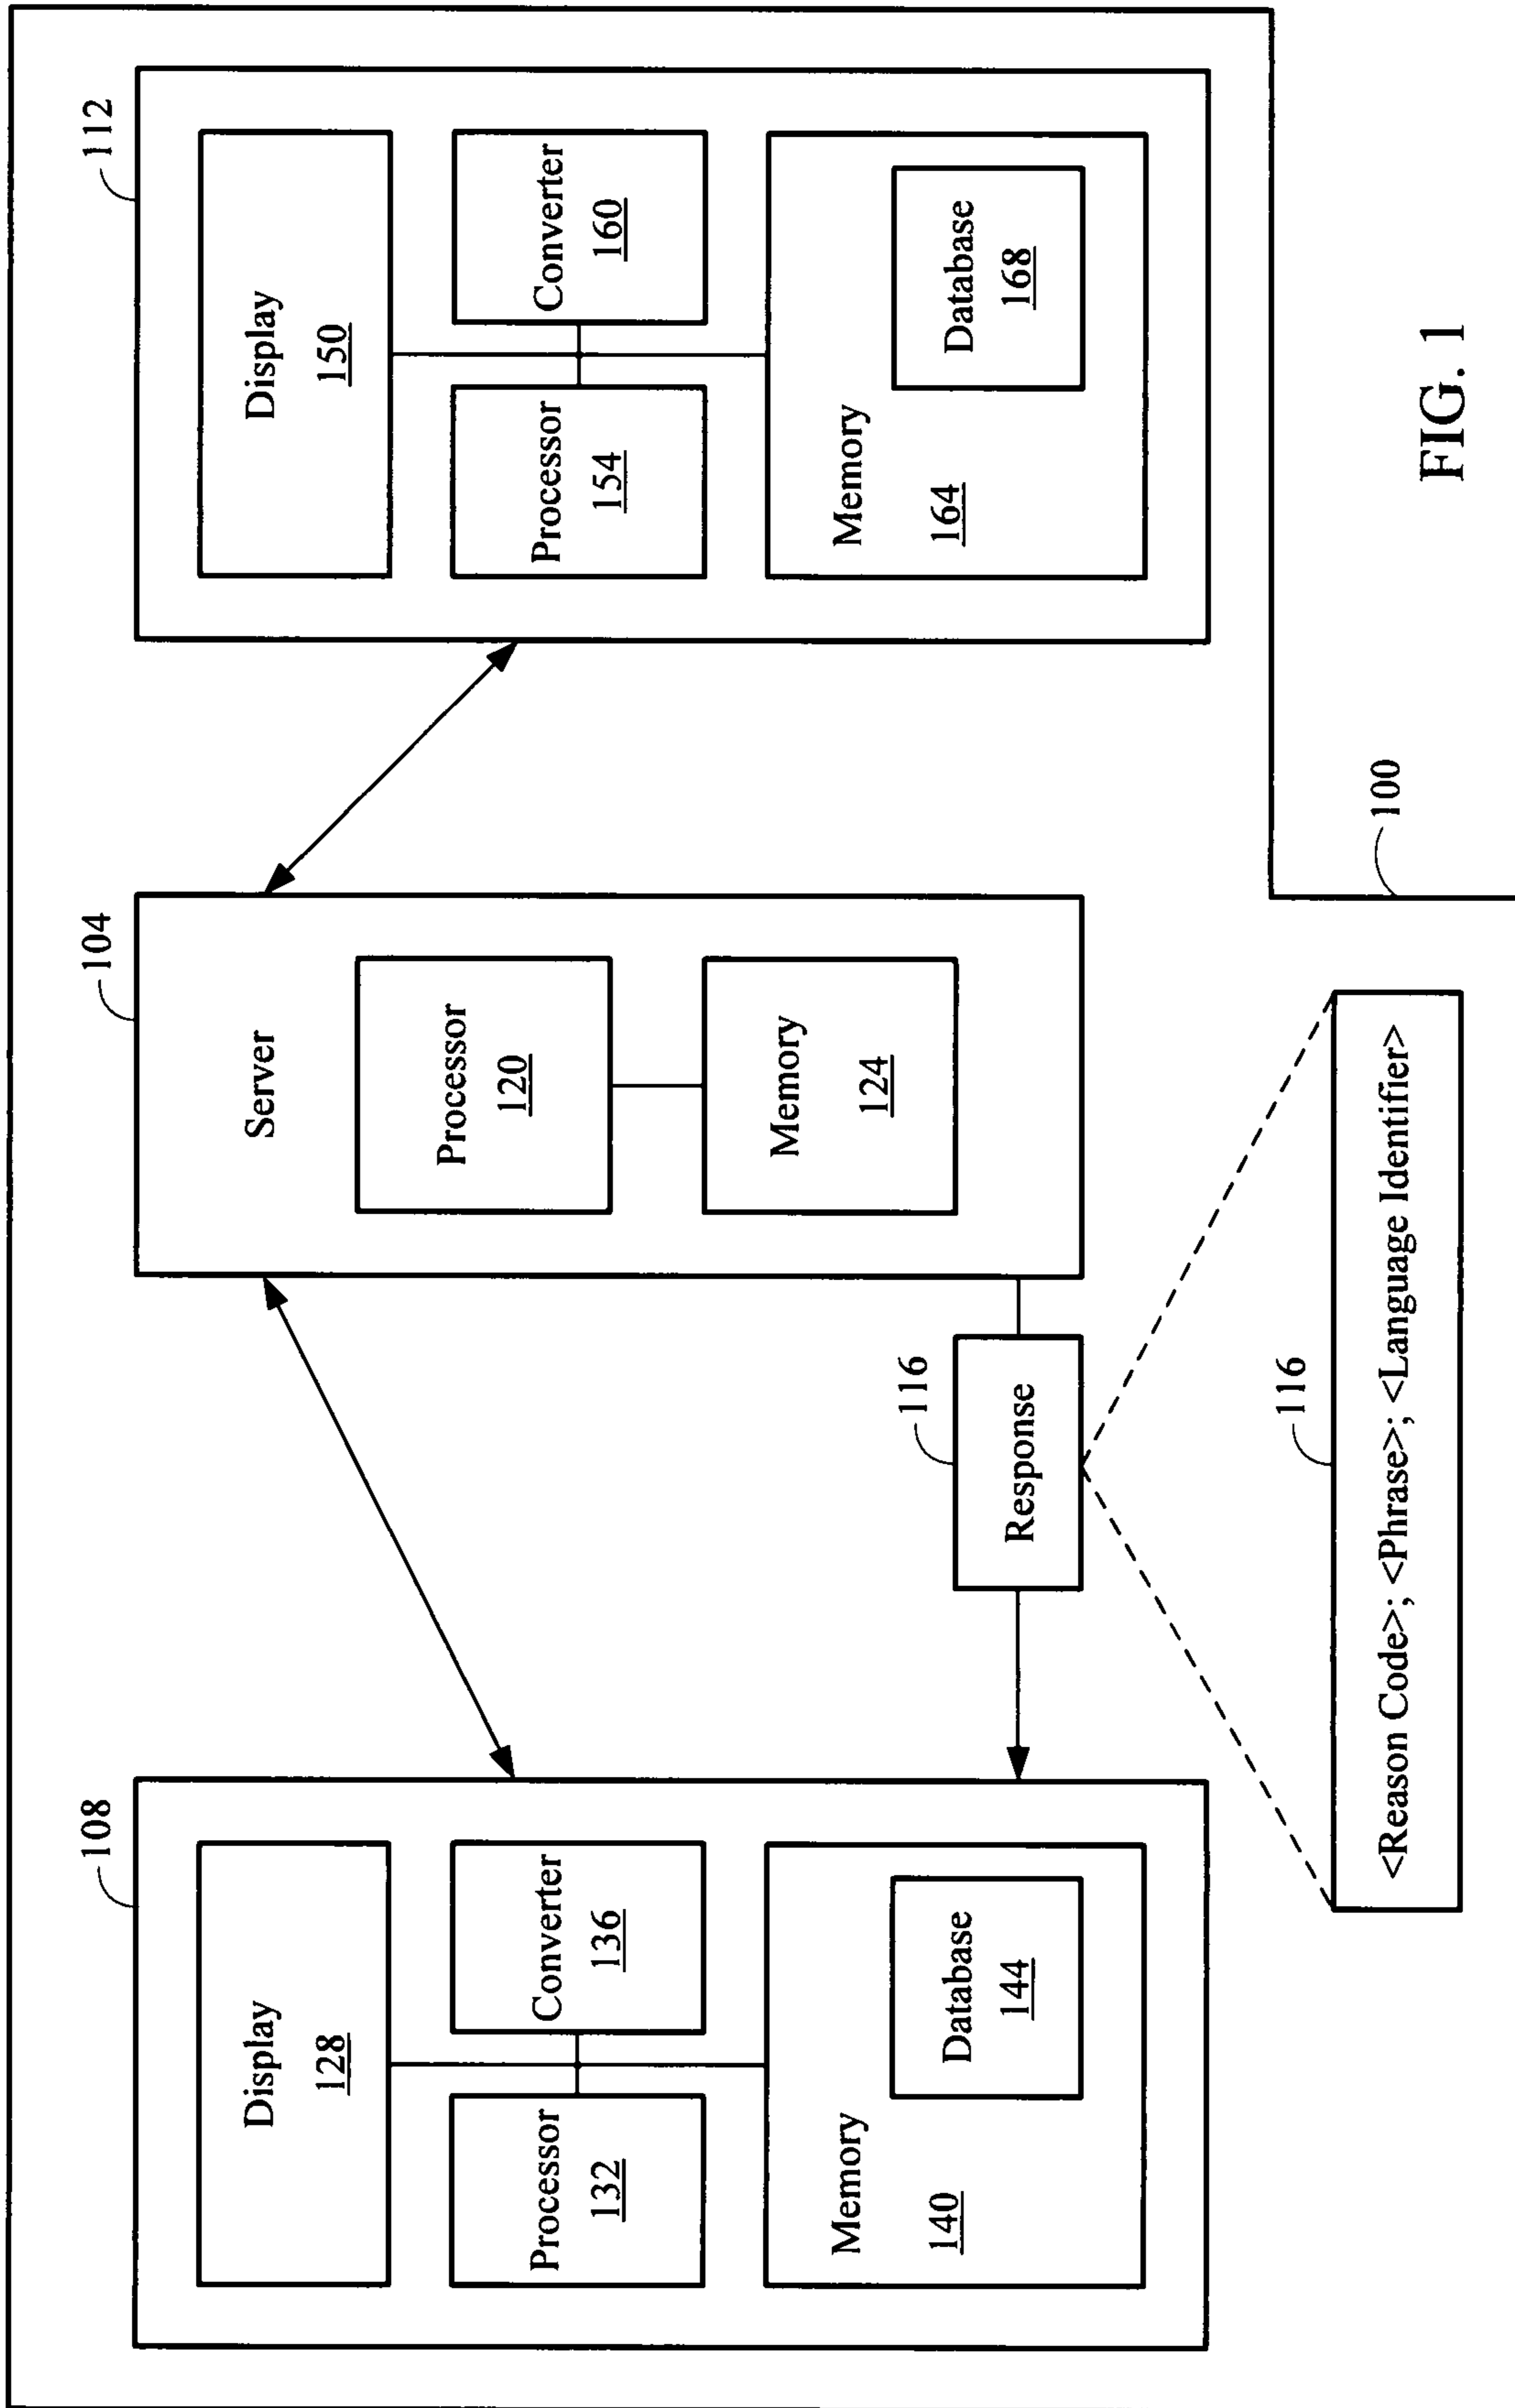 108
Display
128
Processor
132
Converter
136
Memory
140
Database
144
104
Server
Processor
120
Memory
124
116
Response
112
Display
150
Processor
154
Converter
160
Memory
164
Database
168
116
<Reason Code>; <Phrase>; <Language Identifier>
100
FIG. 1